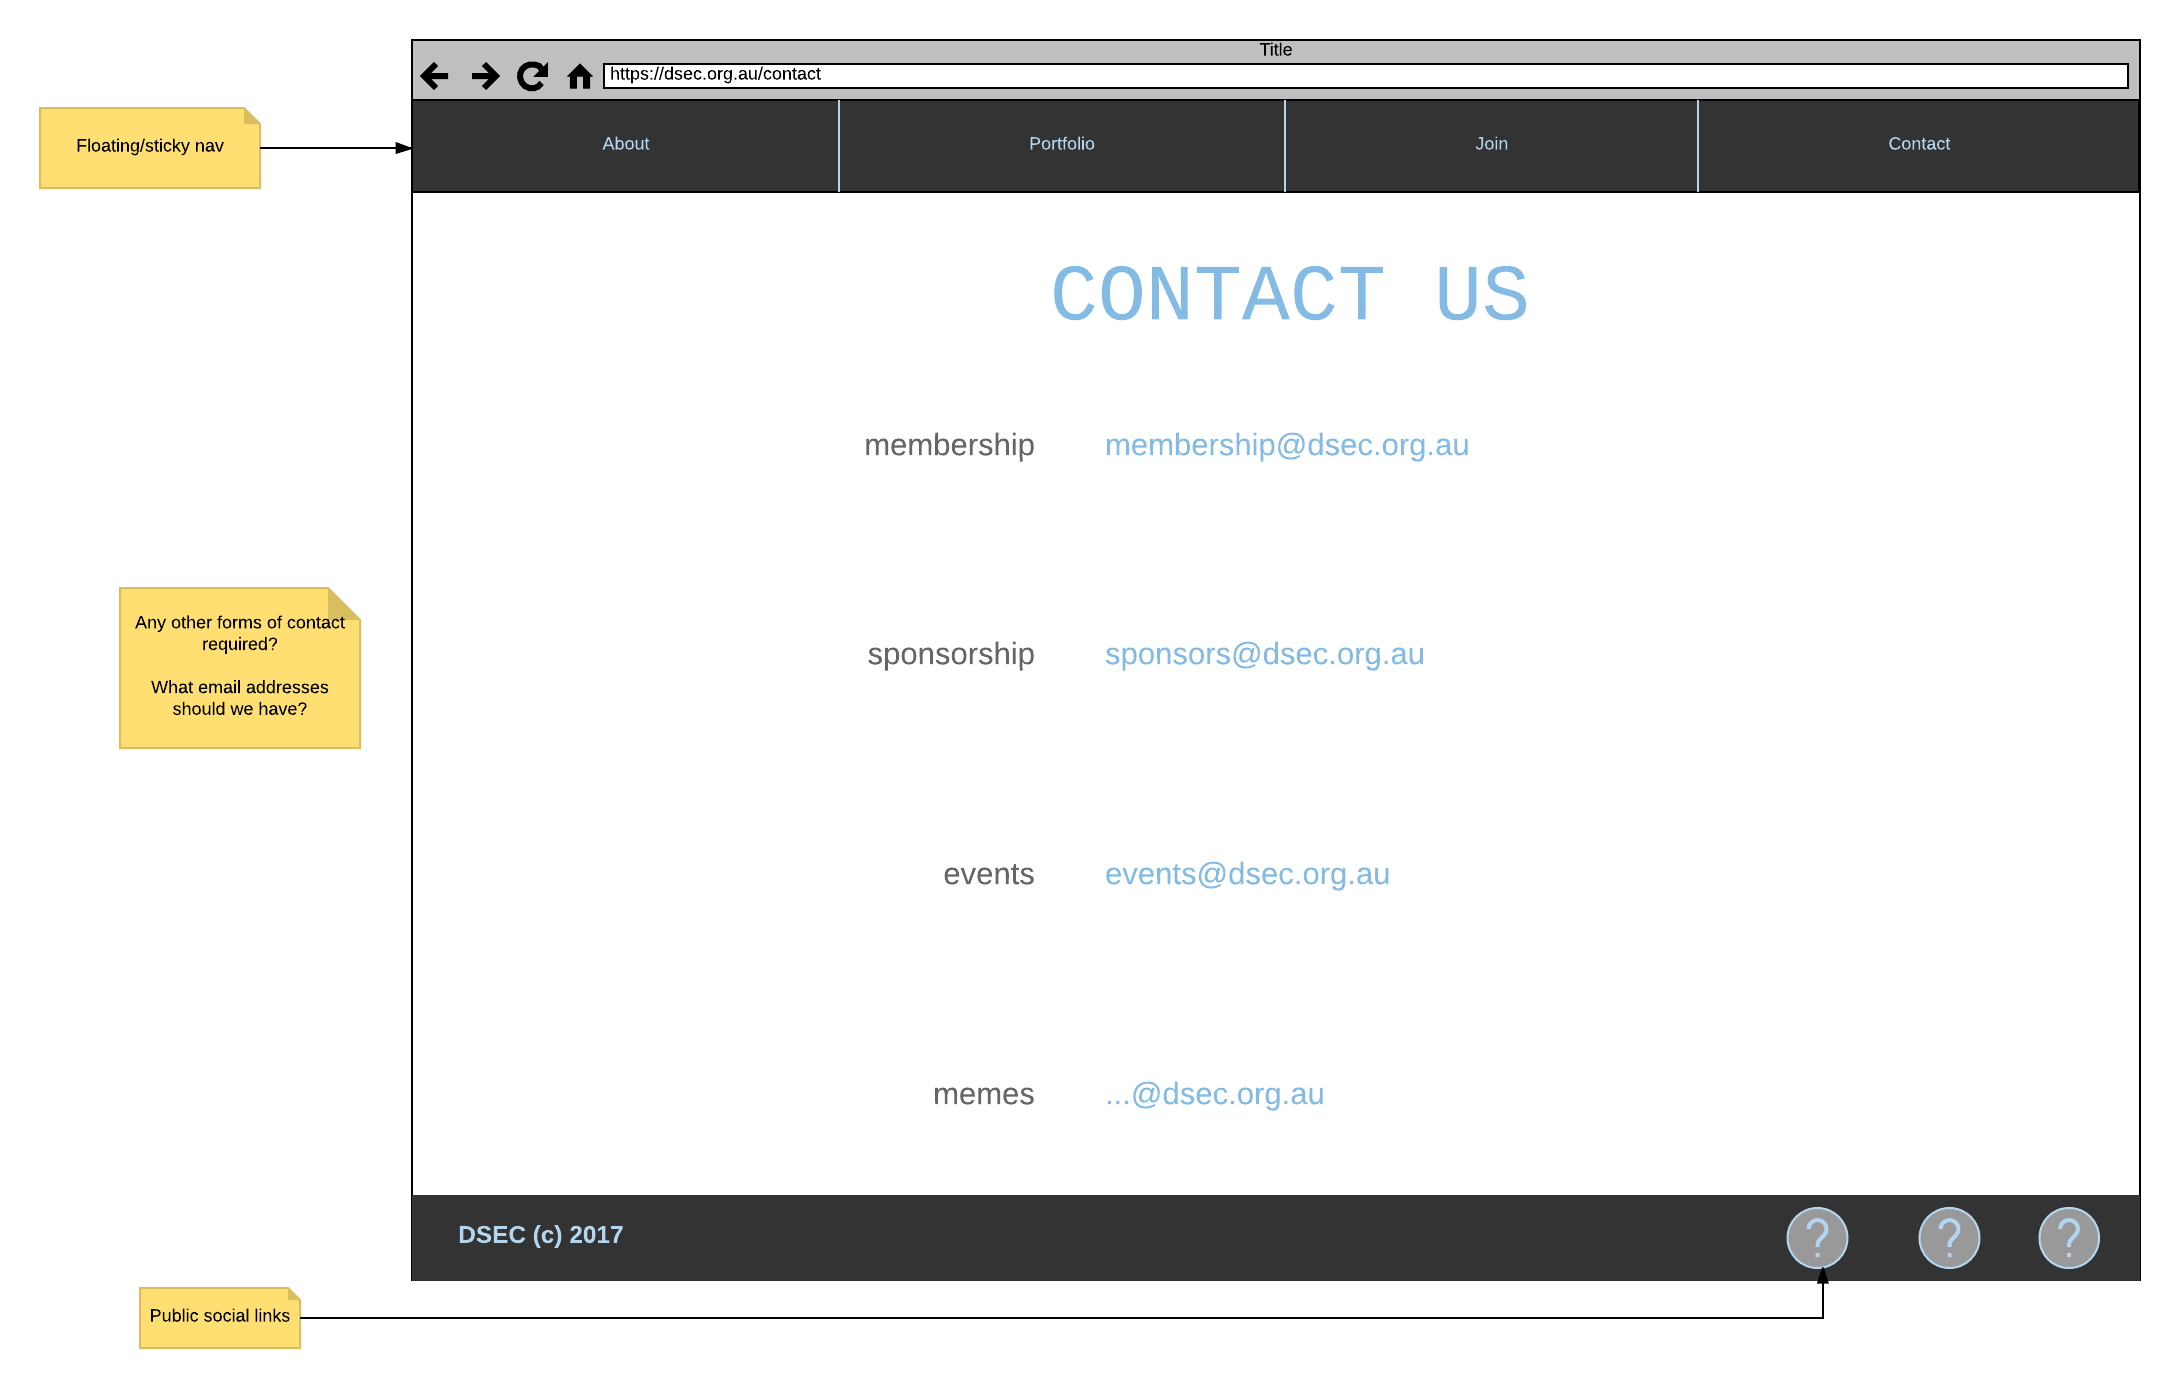 Title
https://dsec.org.au/contact
Floating/sticky nav
About
Portfolio
Join
Contact
CONTACT US
membership membership@dsec.org.au
Any other forms of contact
required?
What email addresses
should we have?
sponsorship sponsors@dsec.org.au
events events@dsec.org.au
memes ...@dsec.org.au
DSEC (c) 2017
? ? ?
Public social links